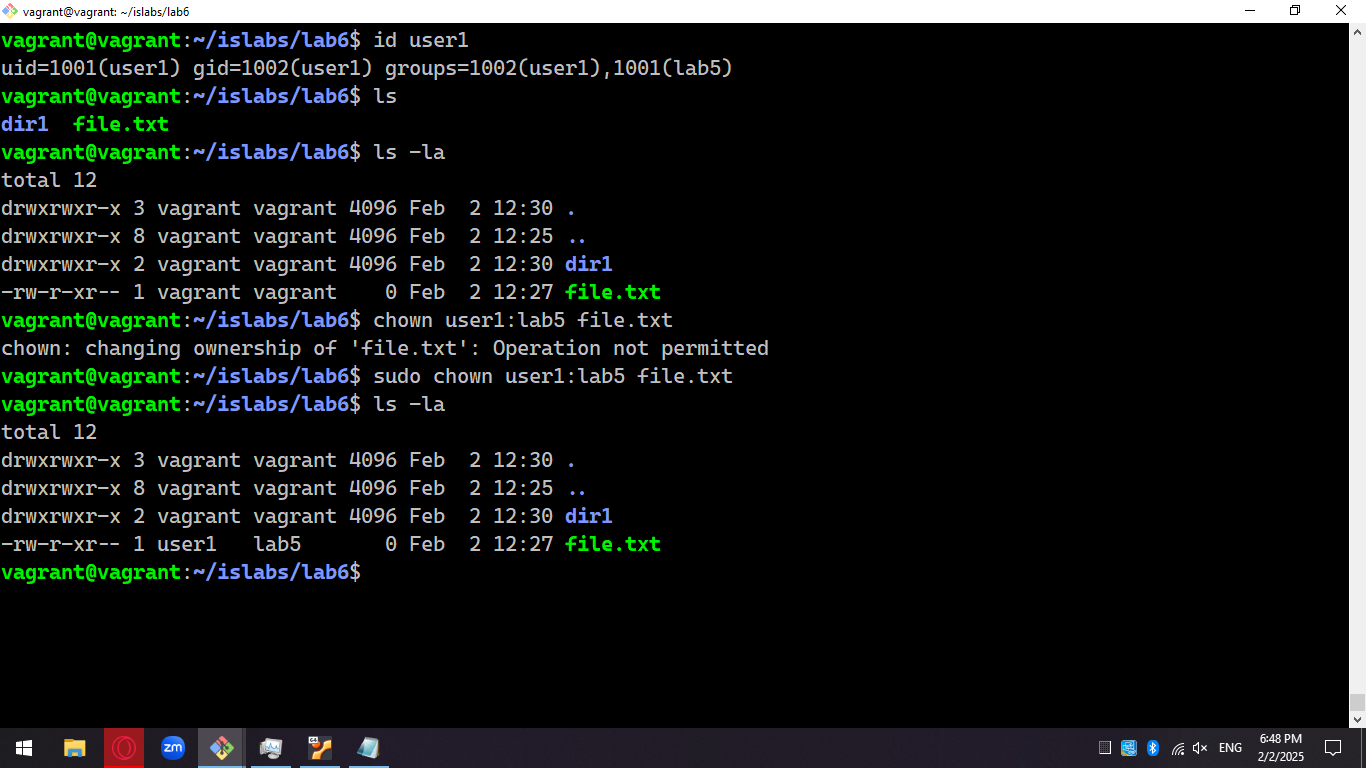 vagrant@vagrant: ~/islabs/lab6
vagrant@vagrant:~/islabs/lab6$ id user1
uid=1001(user1) gid=1002(user1) groups=1002(user1),1001(lab5)
vagrant@vagrant:~/islabs/lab6$ ls
dir1  file.txt
vagrant@vagrant:~/islabs/lab6$ ls -la
total 12
drwxrwxr-x 3 vagrant vagrant 4096 Feb  2 12:30 .
drwxrwxr-x 8 vagrant vagrant 4096 Feb  2 12:25 ..
drwxrwxr-x 2 vagrant vagrant 4096 Feb  2 12:30 dir1
-rw-r-xr-- 1 vagrant vagrant    0 Feb  2 12:27 file.txt
vagrant@vagrant:~/islabs/lab6$ chown user1:lab5 file.txt
chown: changing ownership of 'file.txt': Operation not permitted
vagrant@vagrant:~/islabs/lab6$ sudo chown user1:lab5 file.txt
vagrant@vagrant:~/islabs/lab6$ ls -la
total 12
drwxrwxr-x 3 vagrant vagrant 4096 Feb  2 12:30 .
drwxrwxr-x 8 vagrant vagrant 4096 Feb  2 12:25 ..
drwxrwxr-x 2 vagrant vagrant 4096 Feb  2 12:30 dir1
-rw-r-xr-- 1 user1   lab5       0 Feb  2 12:27 file.txt
vagrant@vagrant:~/islabs/lab6$
zm
64
ENG
6:48 PM
2/2/2025